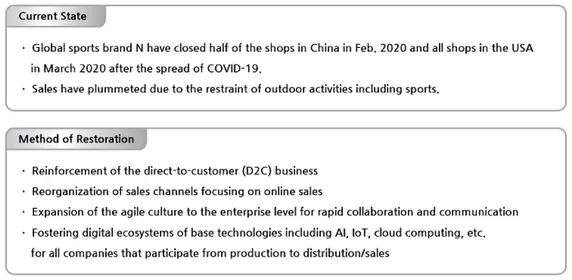 Current State
· Global sports brand N have closed half of the shops in China in Feb. 2020 and all shops in the USA
in March 2020 after the spread of COVID-19.
· Sales have plummeted due to the restraint of outdoor activities including sports.
Method of Restoration
· Reinforcement of the direct-to-customer (D2C) business
· Reorganization of sales channels focusing on online sales
· Expansion of the agile culture to the enterprise level for rapid collaboration and communication
· Fostering digital ecosystems of base technologies including AI, IoT, cloud computing, etc.
for all companies that participate from production to distribution/sales